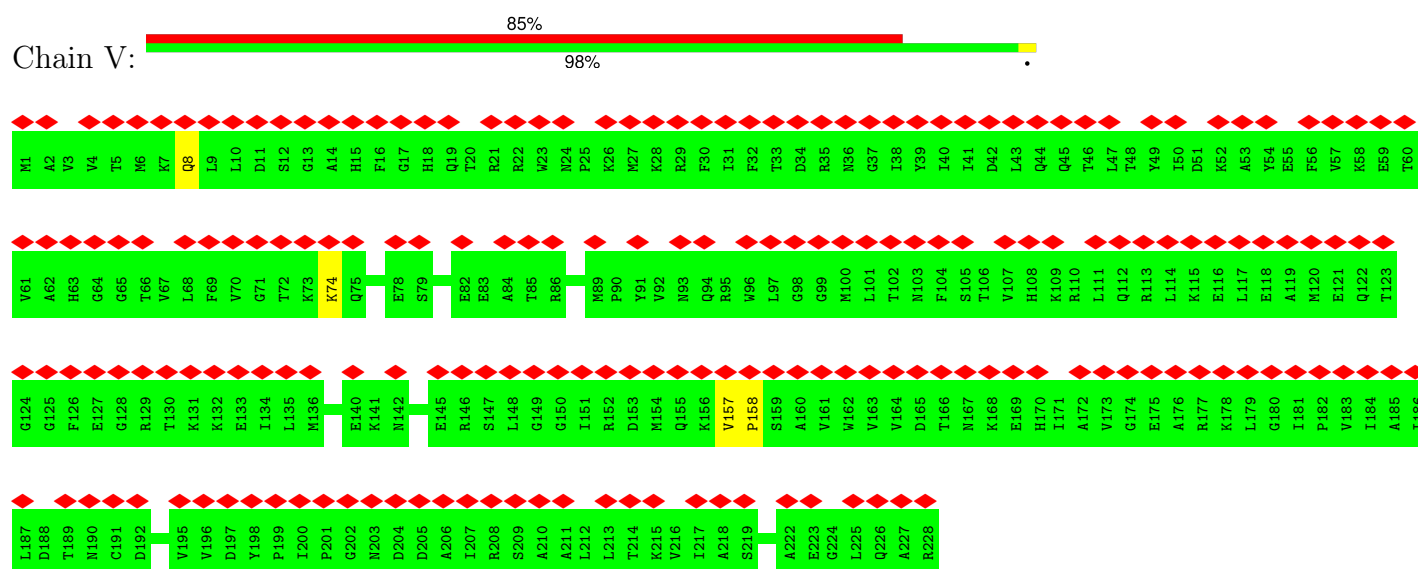 85%
Chain V:
98% •
M1 A2 V3 V4 T5 M6 K7 Q8 L9 L10 D11 S12 G13 A14 H15 F16 G17 H18 Q19 T20 R21 R22 W23 N24 P25 K26 M27 K28 R29 F30 I31 F32 T33 D34 R35 N36 G37 I38 Y39 I40 I41 D42 L43 Q44 Q45 T46 L47 T48 Y49 I50 D51 K52 A53 Y54 E55 F56 V57 K58 E59 T60
V61 A62 H63 G64 G65 T66 V67 L68 F69 V70 G71 T72 K73 K74 Q75 E78 S79 E82 E83 A84 T85 R86 M89 P90 Y91 V92 N93 Q94 R95 W96 L97 G98 G99 M100 L101 T102 N103 F104 S105 T106 V107 H108 K109 R110 L111 Q112 R113 L114 K115 E116 L117 E118 A119 M120 E121 Q122 T123
G124 G125 F126 E127 G128 R129 T130 K131 K132 E133 I134 L135 M136 E140 K141 N142 E145 R146 S147 L148 G149 G150 I151 R152 D153 M154 Q155 K156 V157 P158 S159 A160 V161 W162 V163 V164 D165 T166 N167 K168 E169 H170 I171 A172 V173 G174 E175 A176 R177 K178 L179 G180 I181 P182 V183 I184 A185 I186
L187 D188 T189 N190 C191 D192 V195 V196 D197 Y198 P199 I200 P201 G202 N203 D204 D205 A206 I207 R208 S209 A210 A211 L212 L213 T214 K215 V216 I217 A218 S219 A222 E223 G224 L225 Q226 A227 R228